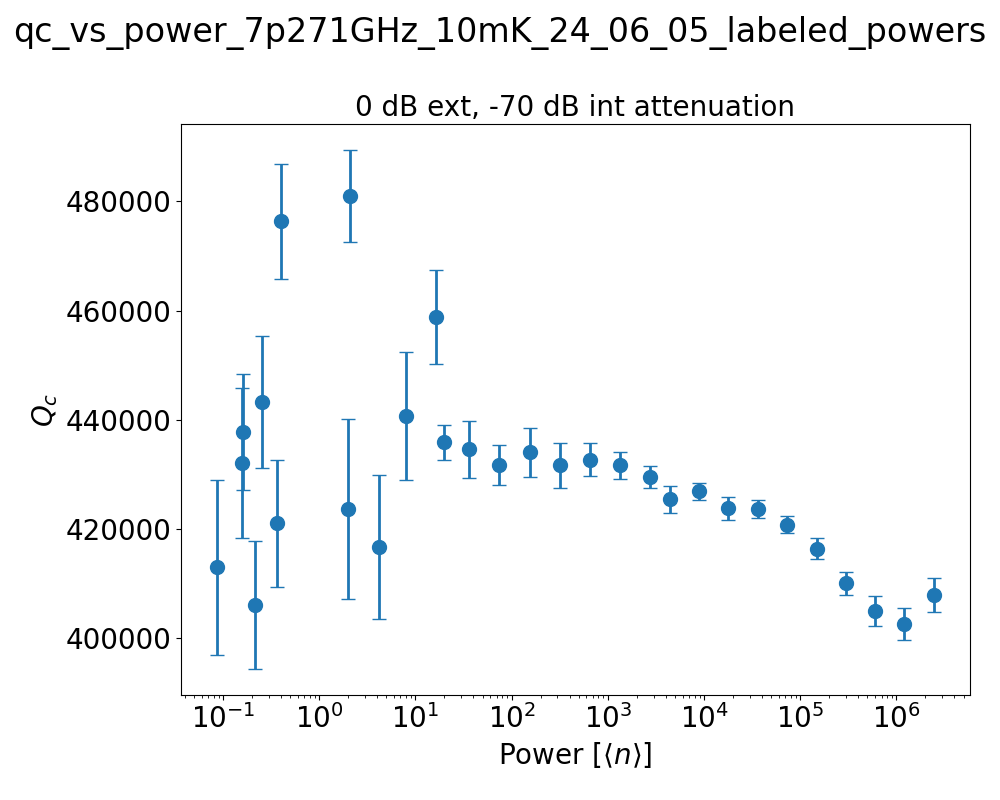 qc_vs_power_7p271GHz_10mK_24_06_05_labeled_powers
0 dB ext, -70 dB int attenuation
480000
460000
440000
420000
400000
Q_c
10^{-1} 10^0 10^1 10^2 10^3 10^4 10^5 10^6
Power [⟨n⟩]